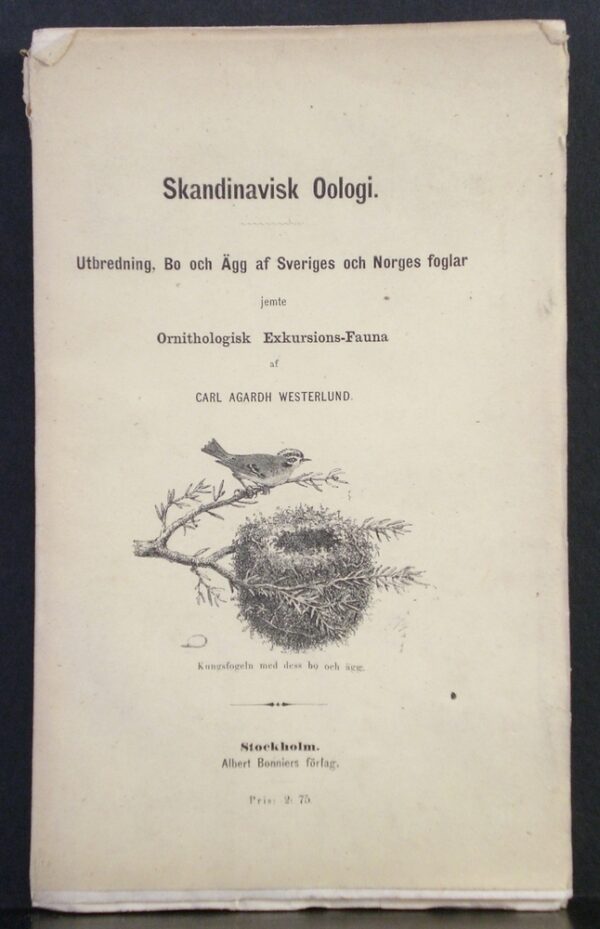 Skandinavisk Oologi.
Utbredning, Bo och Ägg af Sveriges och Norges foglar
jemte
Ornithologisk Exkursions-Fauna
af
CARL AGARDH WESTERLUND.
Kungsfogeln med dess bo och ägg.
Stockholm.
Albert Bonniers förlag.
Pris: 2: 75.